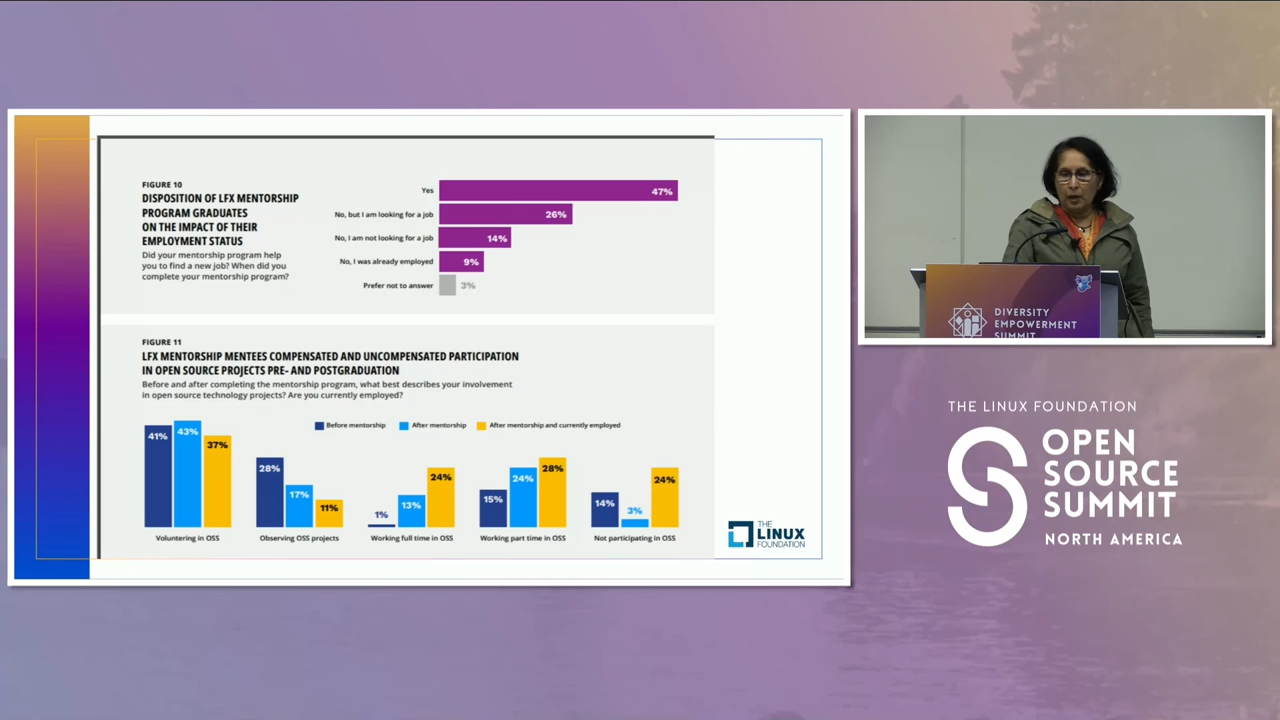 FIGURE 10
DISPOSITION OF LFX MENTORSHIP
PROGRAM GRADUATES
ON THE IMPACT OF THEIR
EMPLOYMENT STATUS
Did your mentorship program help
you to find a new job? When did you
complete your mentorship program?
Yes 47%
No, but I am looking for a job 26%
No, I am not looking for a job 14%
No, I was already employed 9%
Prefer not to answer 3%
FIGURE 11
LFX MENTORSHIP MENTEES COMPENSATED AND UNCOMPENSATED PARTICIPATION
IN OPEN SOURCE PROJECTS PRE- AND POSTGRADUATION
Before and after completing the mentorship program, what best describes your involvement
in open source technology projects? Are you currently employed?
Before mentorship After mentorship After mentorship and currently employed
41% 43% 37%
28% 17% 11%
1% 13% 24%
15% 24% 28%
14% 3% 24%
Voluntering in OSS Observing OSS projects Working full time in OSS Working part time in OSS Not participating in OSS
THE
LINUX
FOUNDATION
DIVERSITY
EMPOWERMENT
SUMMIT
THE LINUX FOUNDATION
OPEN
SOURCE
SUMMIT
NORTH AMERICA